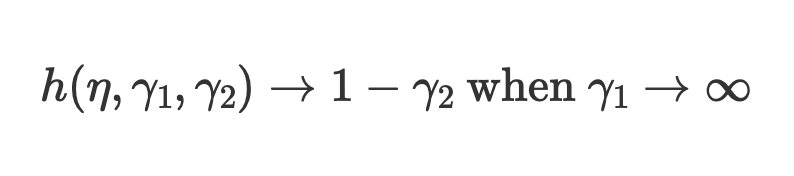 h(η, γ₁, γ₂) → 1 − γ₂ when γ₁ → ∞